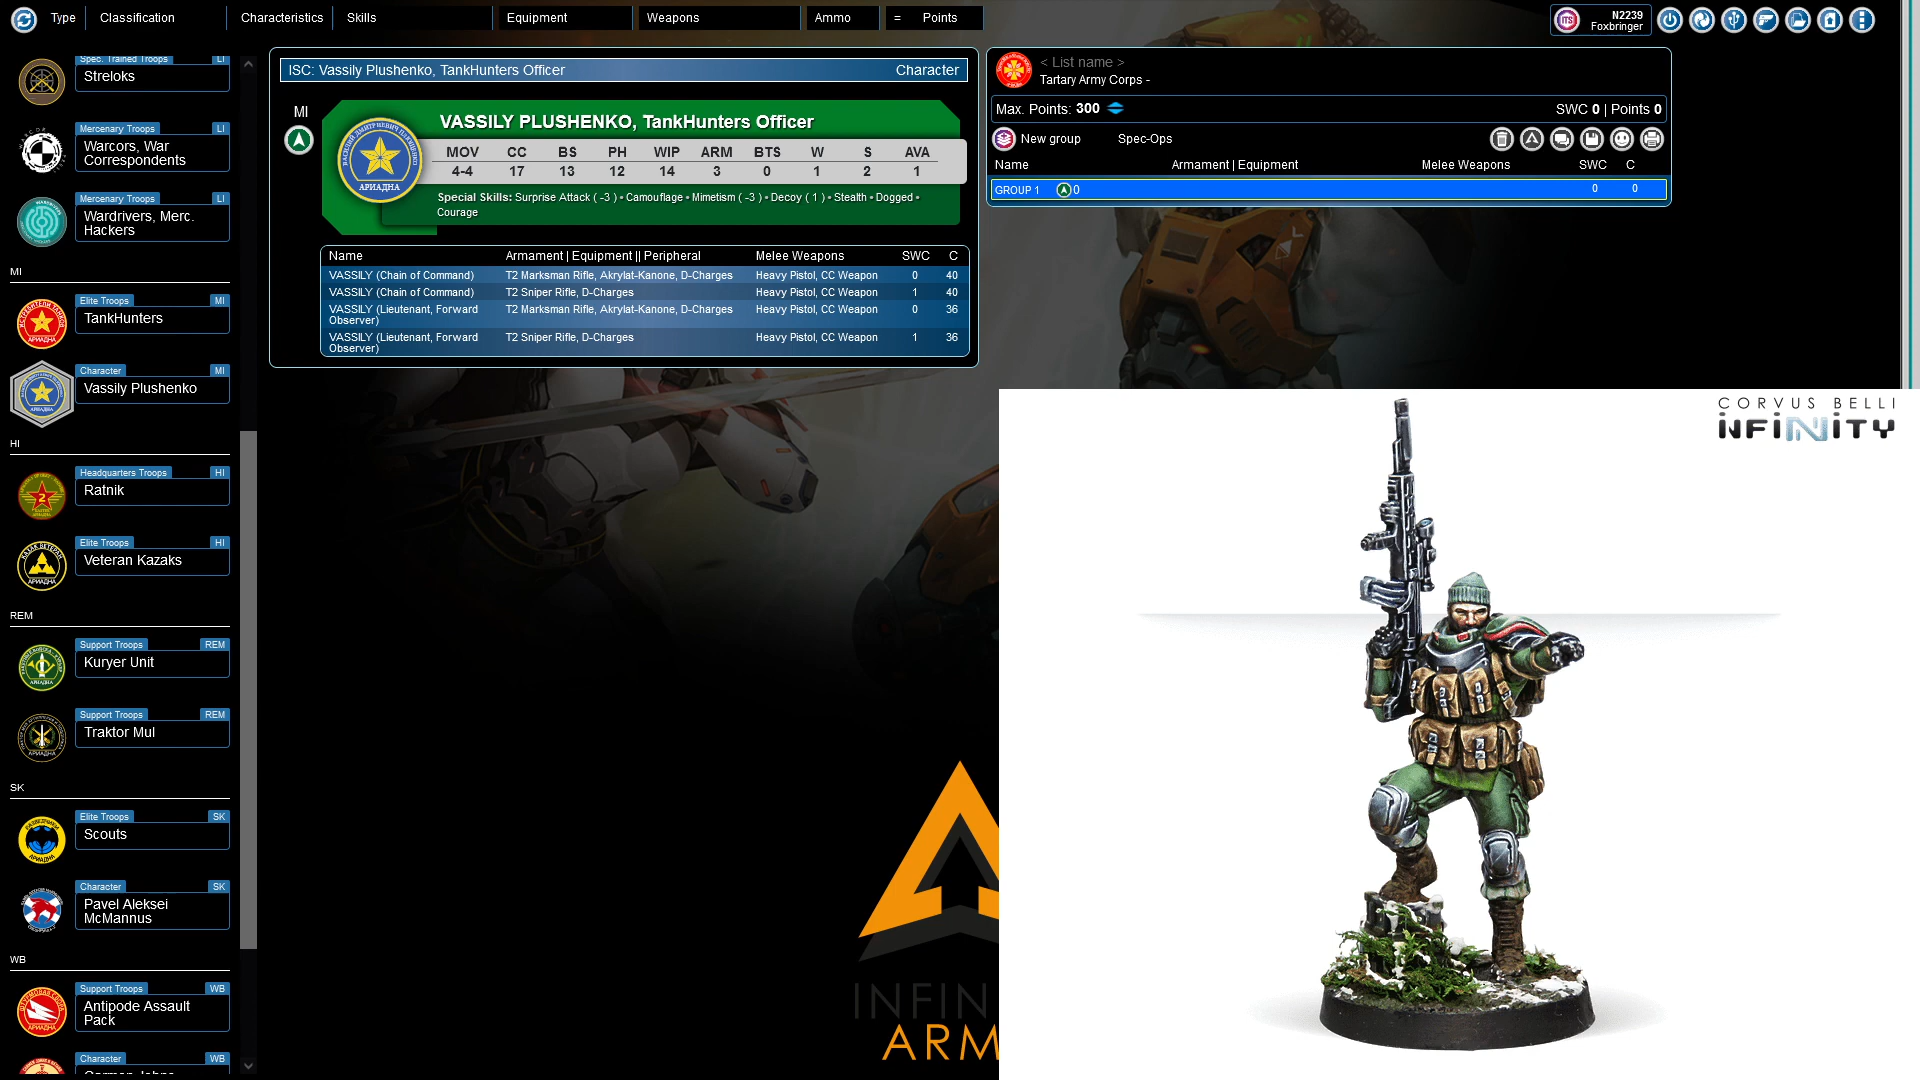 Type
Classification
Characteristics
Skills
Equipment
Weapons
Ammo
=
Points
ITS
N2239
Foxbringer
Spec. Trained Troops
LI
Streloks
Mercenary Troops
LI
Warcors, War
Correspondents
Mercenary Troops
LI
Wardrivers, Merc.
Hackers
MI
Elite Troops
MI
TankHunters
Character
MI
Vassily Plushenko
HI
Headquarters Troops
HI
Ratnik
Elite Troops
HI
Veteran Kazaks
REM
Support Troops
REM
Kuryer Unit
Support Troops
REM
Traktor Mul
SK
Elite Troops
SK
Scouts
Character
SK
Pavel Aleksei
McMannus
WB
Support Troops
WB
Antipode Assault
Pack
Character
WB
ISC: Vassily Plushenko, TankHunters Officer
Character
MI
АРИАДНА
VASSILY PLUSHENKO, TankHunters Officer
MOV CC BS PH WIP ARM BTS W S AVA
4-4 17 13 12 14 3 0 1 2 1
Special Skills: Surprise Attack ( -3 ) • Camouflage • Mimetism ( -3 ) • Decoy ( 1 ) • Stealth • Dogged •
Courage
Name Armament | Equipment || Peripheral Melee Weapons SWC C
VASSILY (Chain of Command) T2 Marksman Rifle, Akrylat-Kanone, D-Charges Heavy Pistol, CC Weapon 0 40
VASSILY (Chain of Command) T2 Sniper Rifle, D-Charges Heavy Pistol, CC Weapon 1 40
VASSILY (Lieutenant, Forward T2 Marksman Rifle, Akrylat-Kanone, D-Charges Heavy Pistol, CC Weapon 0 36
Observer)
VASSILY (Lieutenant, Forward T2 Sniper Rifle, D-Charges Heavy Pistol, CC Weapon 1 36
Observer)
< List name >
Tartary Army Corps -
Max. Points: 300
SWC 0 | Points 0
New group
Spec-Ops
Name Armament | Equipment Melee Weapons SWC C
GROUP 1 0 0 0
CORVUS BELLI
INFINITY
INFIN
ARM